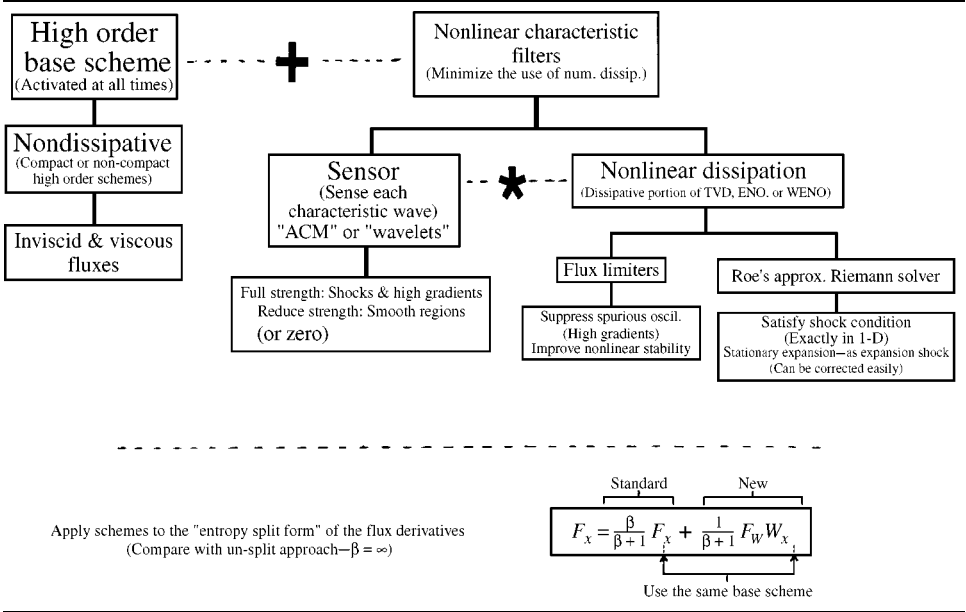 High order
base scheme
(Activated at all times)
+
Nonlinear characteristic
filters
(Minimize the use of num. dissip.)
Nondissipative
(Compact or non-compact
high order schemes)
Inviscid & viscous
fluxes
Sensor
(Sense each
characteristic wave)
"ACM" or "wavelets"
*
Nonlinear dissipation
(Dissipative portion of TVD, ENO. or WENO)
Full strength: Shocks & high gradients
Reduce strength: Smooth regions
(or zero)
Flux limiters
Suppress spurious oscil.
(High gradients)
Improve nonlinear stability
Roe's approx. Riemann solver
Satisfy shock condition
(Exactly in 1-D)
Stationary expansion—as expansion shock
(Can be corrected easily)
Apply schemes to the "entropy split form" of the flux derivatives
(Compare with un-split approach—β = ∞)
Standard New
F_x = β/(β + 1) F_x + 1/(β + 1) F_W W_x
Use the same base scheme